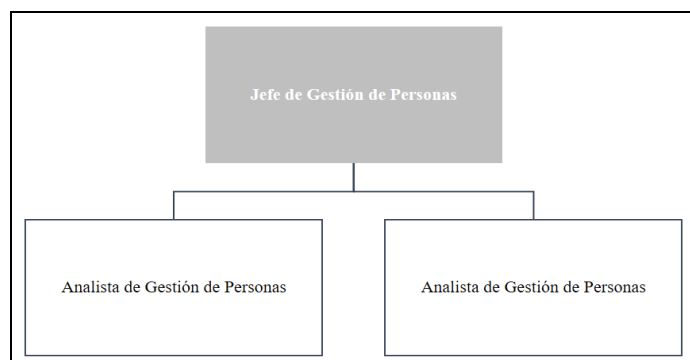 Jefe de Gestión de Personas
Analista de Gestión de Personas
Analista de Gestión de Personas